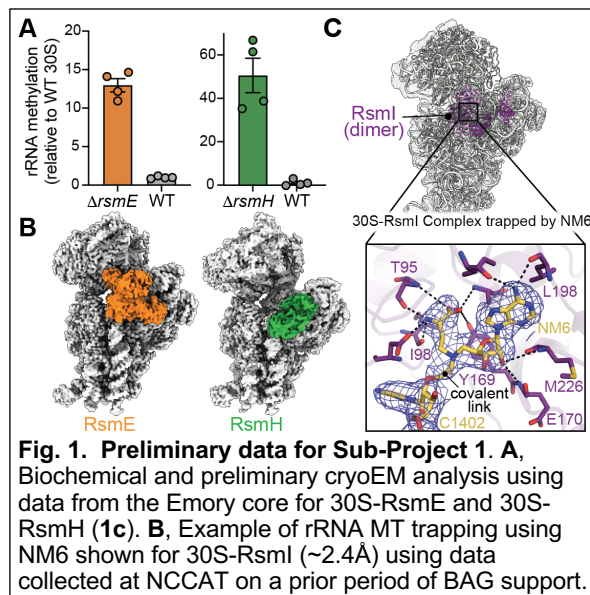 A
rRNA methylation
(relative to WT 30S)
15
10
5
0
ΔrsmE WT
60
40
20
0
ΔrsmH WT
B
RsmE
RsmH
C
RsmI
(dimer)
30S-RsmI Complex trapped by NM6
T95
L198
I98
NM6
Y169
M226
covalent
link
C1402
E170
Fig. 1. Preliminary data for Sub-Project 1. A,
Biochemical and preliminary cryoEM analysis using
data from the Emory core for 30S-RsmE and 30S-
RsmH (1c). B, Example of rRNA MT trapping using
NM6 shown for 30S-RsmI (~2.4Å) using data
collected at NCCAT on a prior period of BAG support.